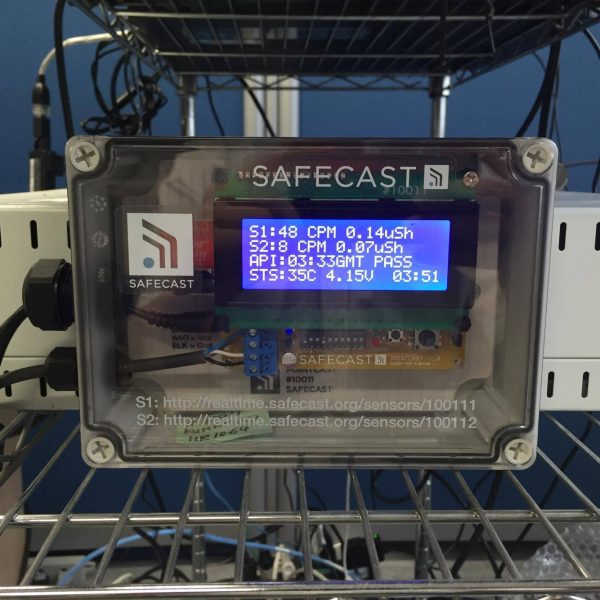 SAFECAST
#10011
S1:48 CPM 0.14uSh
S2:8 CPM 0.07uSh
API:03:33GMT PASS
STS:35C 4.15V 03:51
SAFECAST
BLK = Gnd
SAFECAST
POINTCAST
#10011
SAFECAST
S1: http://realtime.safecast.org/sensors/100111
S2: http://realtime.safecast.org/sensors/100112